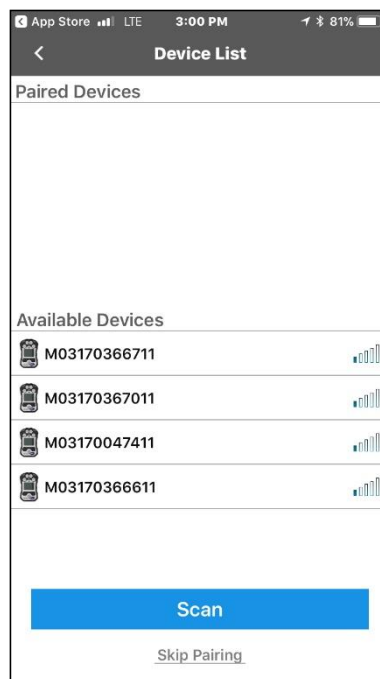 App Store LTE 3:00 PM 81%
Device List
Paired Devices
Available Devices
M03170366711
M03170367011
M03170047411
M03170366611
Scan
Skip Pairing